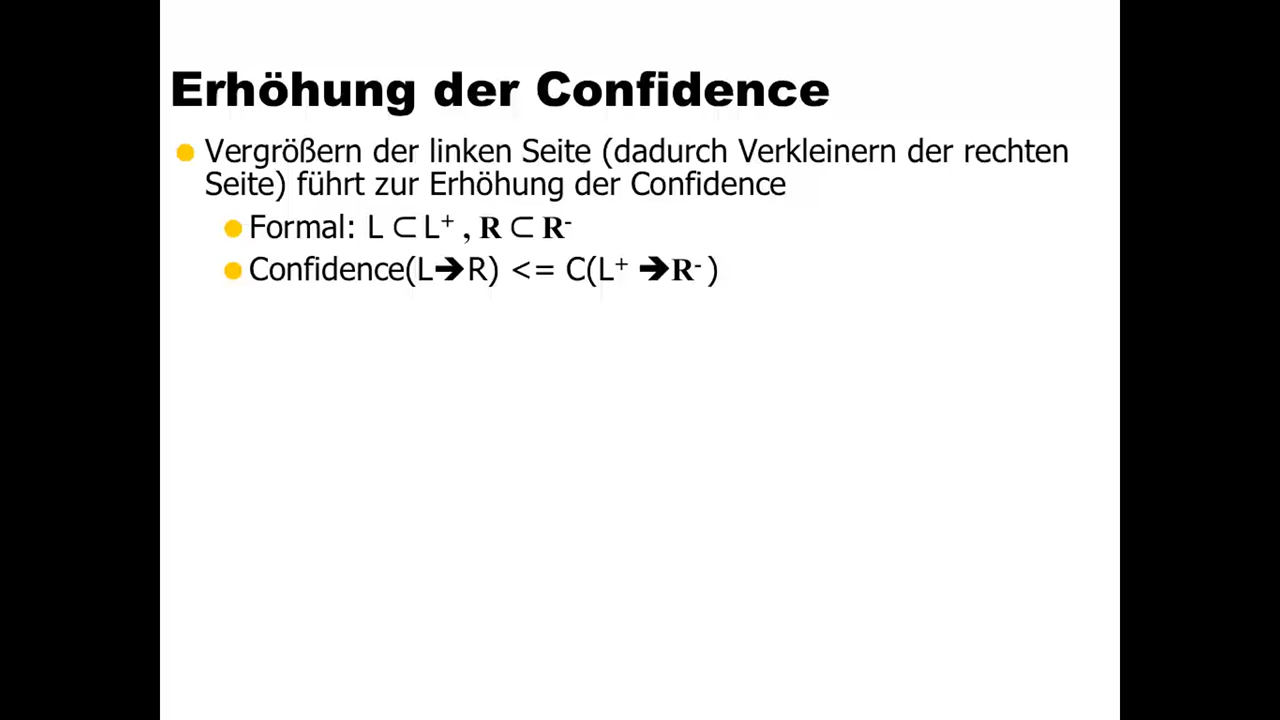 Erhöhung der Confidence
Vergrößern der linken Seite (dadurch Verkleinern der rechten
Seite) führt zur Erhöhung der Confidence
Formal: L ⊂ L⁺ , R ⊂ R⁻
Confidence(L➔R) <= C(L⁺ ➔R⁻ )